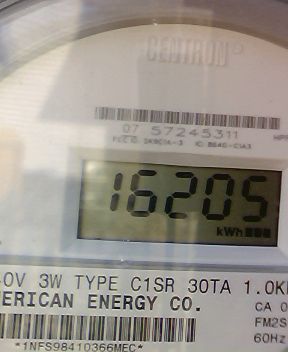 CENTRON®
07 57245311
16205
kWh
3W TYPE C1SR 30TA 1.0K
ERICAN ENERGY CO.
CA 0
FM2S
60Hz
*1NFS98410366MEC*